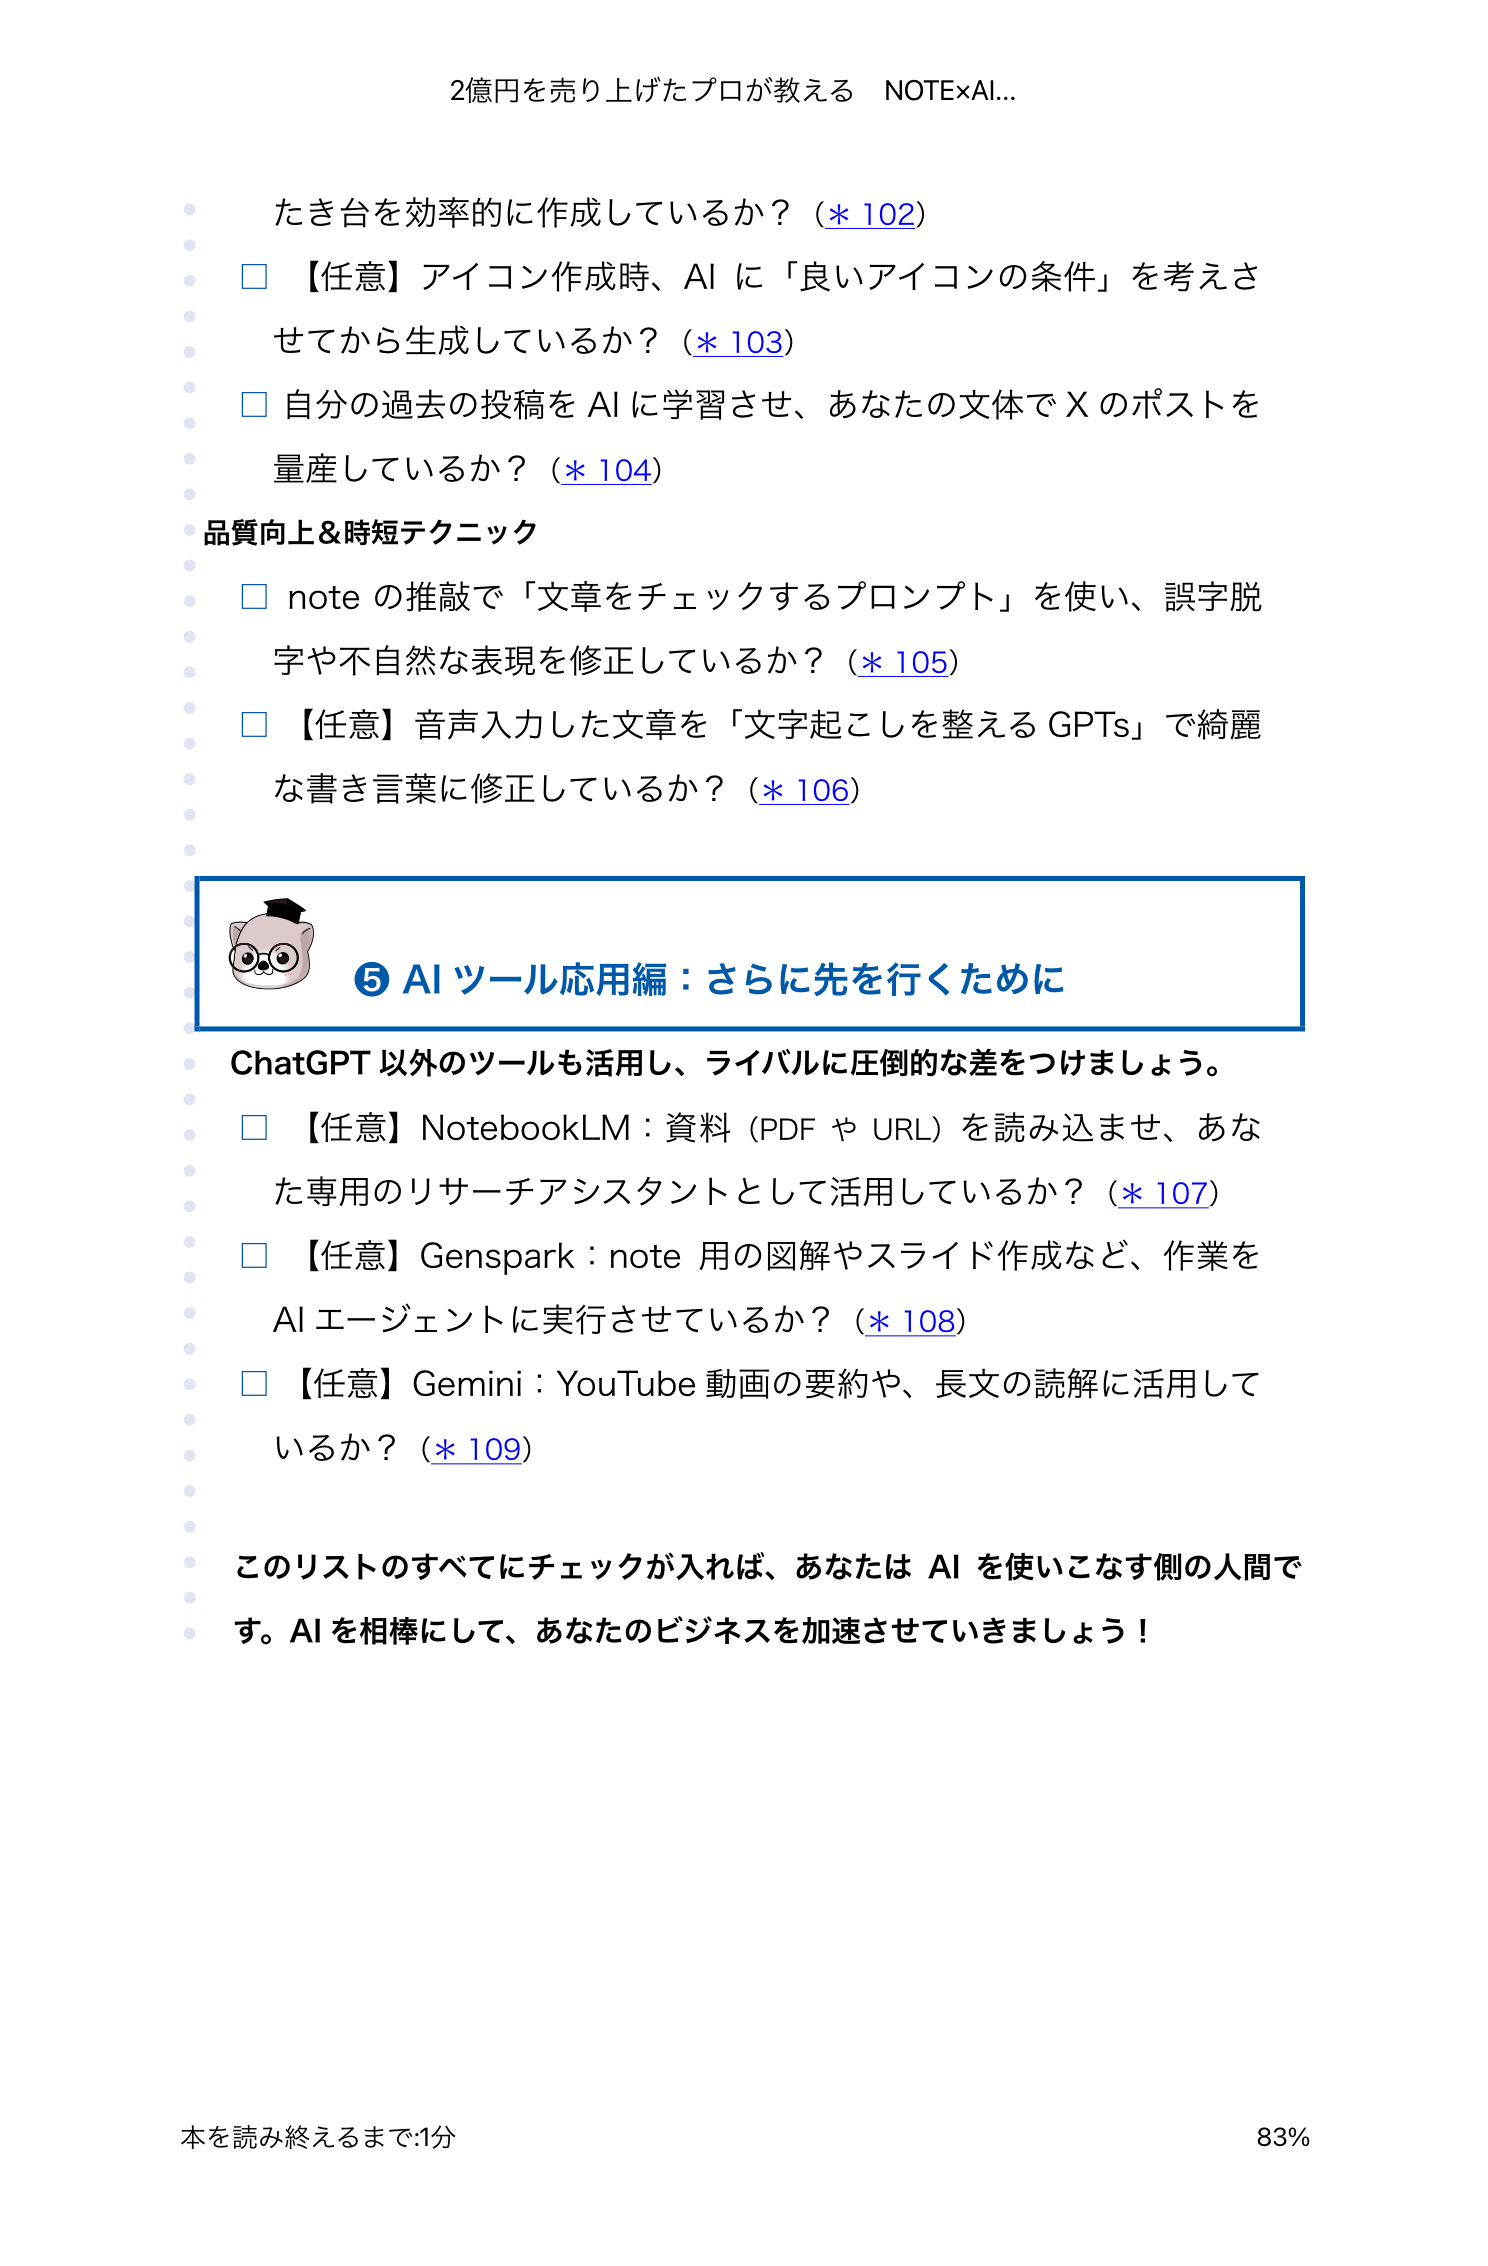 2億円を売り上げたプロが教える　NOTE×AI...
たき台を効率的に作成しているか？（＊ 102）
□ 【任意】アイコン作成時、AI に「良いアイコンの条件」を考えさ
せてから生成しているか？（＊ 103）
□ 自分の過去の投稿を AI に学習させ、あなたの文体で X のポストを
量産しているか？（＊ 104）
品質向上＆時短テクニック
□ note の推敲で「文章をチェックするプロンプト」を使い、誤字脱
字や不自然な表現を修正しているか？（＊ 105）
□ 【任意】音声入力した文章を「文字起こしを整える GPTs」で綺麗
な書き言葉に修正しているか？（＊ 106）
❺ AI ツール応用編：さらに先を行くために
ChatGPT 以外のツールも活用し、ライバルに圧倒的な差をつけましょう。
□ 【任意】NotebookLM：資料（PDF や URL）を読み込ませ、あな
た専用のリサーチアシスタントとして活用しているか？（＊ 107）
□ 【任意】Genspark：note 用の図解やスライド作成など、作業を
AI エージェントに実行させているか？（＊ 108）
□ 【任意】Gemini：YouTube 動画の要約や、長文の読解に活用して
いるか？（＊ 109）
このリストのすべてにチェックが入れば、あなたは AI を使いこなす側の人間で
す。AI を相棒にして、あなたのビジネスを加速させていきましょう！
本を読み終えるまで:1分
83%